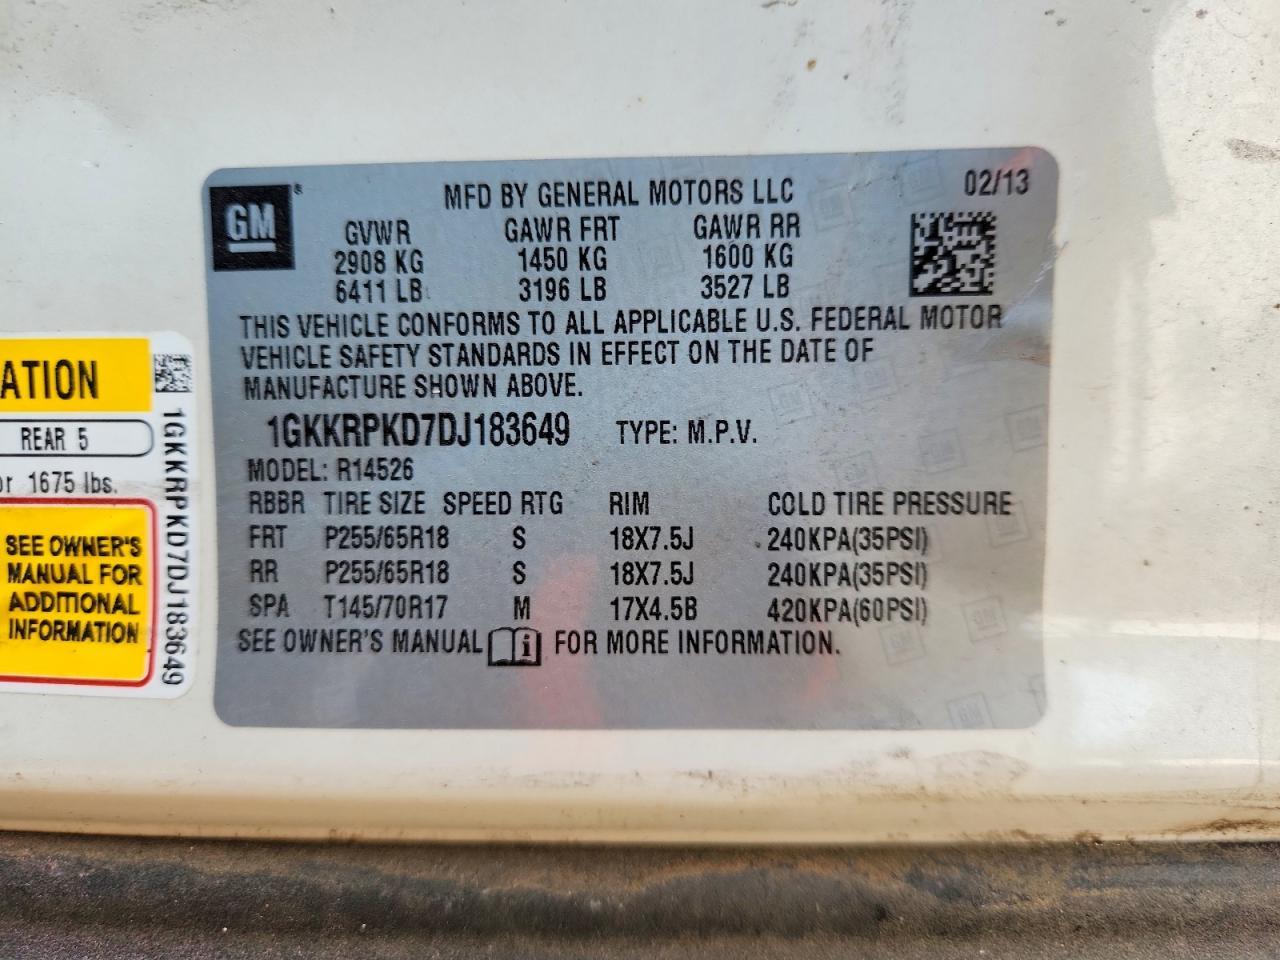 GM ®
MFD BY GENERAL MOTORS LLC 02/13
GVWR GAWR FRT GAWR RR
2908 KG 1450 KG 1600 KG
6411 LB 3196 LB 3527 LB
THIS VEHICLE CONFORMS TO ALL APPLICABLE U.S. FEDERAL MOTOR
VEHICLE SAFETY STANDARDS IN EFFECT ON THE DATE OF
MANUFACTURE SHOWN ABOVE.
1GKKRPKD7DJ183649 TYPE: M.P.V.
MODEL: R14526
RBBR TIRE SIZE SPEED RTG RIM COLD TIRE PRESSURE
FRT P255/65R18 S 18X7.5J 240KPA(35PSI)
RR P255/65R18 S 18X7.5J 240KPA(35PSI)
SPA T145/70R17 M 17X4.5B 420KPA(60PSI)
SEE OWNER'S MANUAL i FOR MORE INFORMATION.
ATION
REAR 5
or 1675 lbs.
SEE OWNER'S
MANUAL FOR
ADDITIONAL
INFORMATION
1GKKRPKD7DJ183649